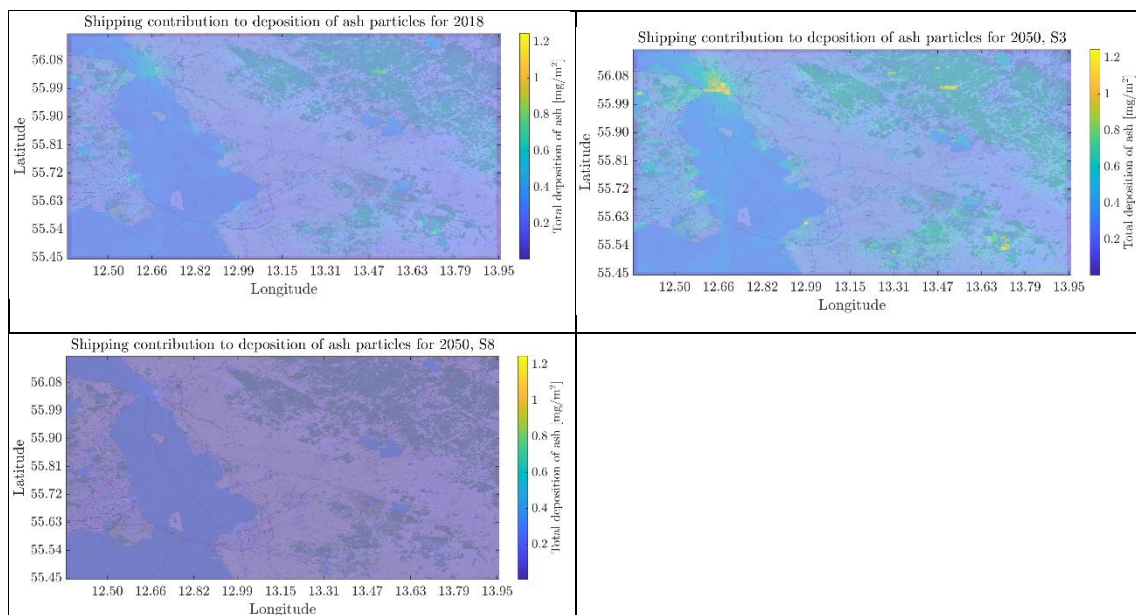 Shipping contribution to deposition of ash particles for 2018
56.08
55.99
55.90
55.81
55.72
55.63
55.54
55.45
Latitude
12.50 12.66 12.82 12.99 13.15 13.31 13.47 13.63 13.79 13.95
Longitude
1.2
1
0.8
0.6
0.4
0.2
Total deposition of ash [mg/m²]
Shipping contribution to deposition of ash particles for 2050, S3
56.08
55.99
55.90
55.81
55.72
55.63
55.54
55.45
Latitude
12.50 12.66 12.82 12.99 13.15 13.31 13.47 13.63 13.79 13.95
Longitude
1.2
1
0.8
0.6
0.4
0.2
Total deposition of ash [mg/m²]
Shipping contribution to deposition of ash particles for 2050, S8
56.08
55.99
55.90
55.81
55.72
55.63
55.54
55.45
Latitude
12.50 12.66 12.82 12.99 13.15 13.31 13.47 13.63 13.79 13.95
Longitude
1.2
1
0.8
0.6
0.4
0.2
Total deposition of ash [mg/m²]